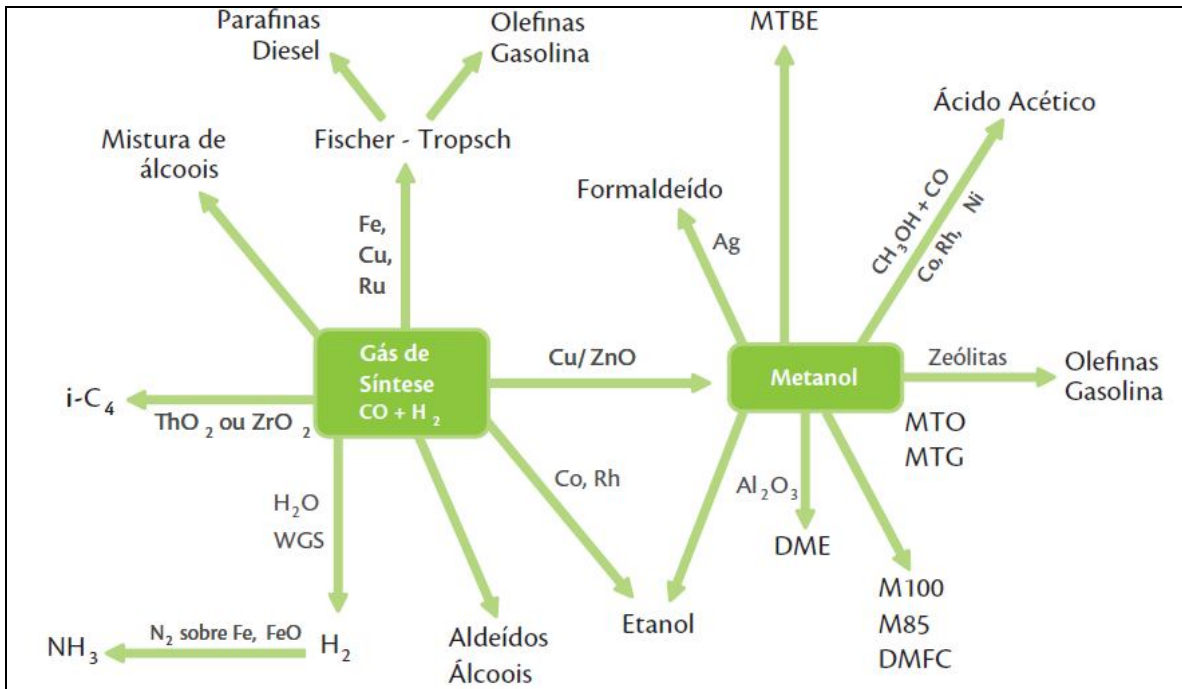 Parafinas
Diesel
Olefinas
Gasolina
MTBE
Ácido Acético
Mistura de
álcoois
Fischer - Tropsch
Formaldeído
CH₃OH + CO
Co, Rh, Ni
Fe,
Cu,
Ru
Ag
Gás de
Síntese
CO + H₂
Cu/ ZnO
Metanol
Zeólitas
Olefinas
Gasolina
i-C₄
ThO₂ ou ZrO₂
MTO
MTG
H₂O
WGS
Co, Rh
Al₂O₃
DME
M100
M85
DMFC
NH₃
N₂ sobre Fe, FeO
H₂
Aldeídos
Álcoois
Etanol